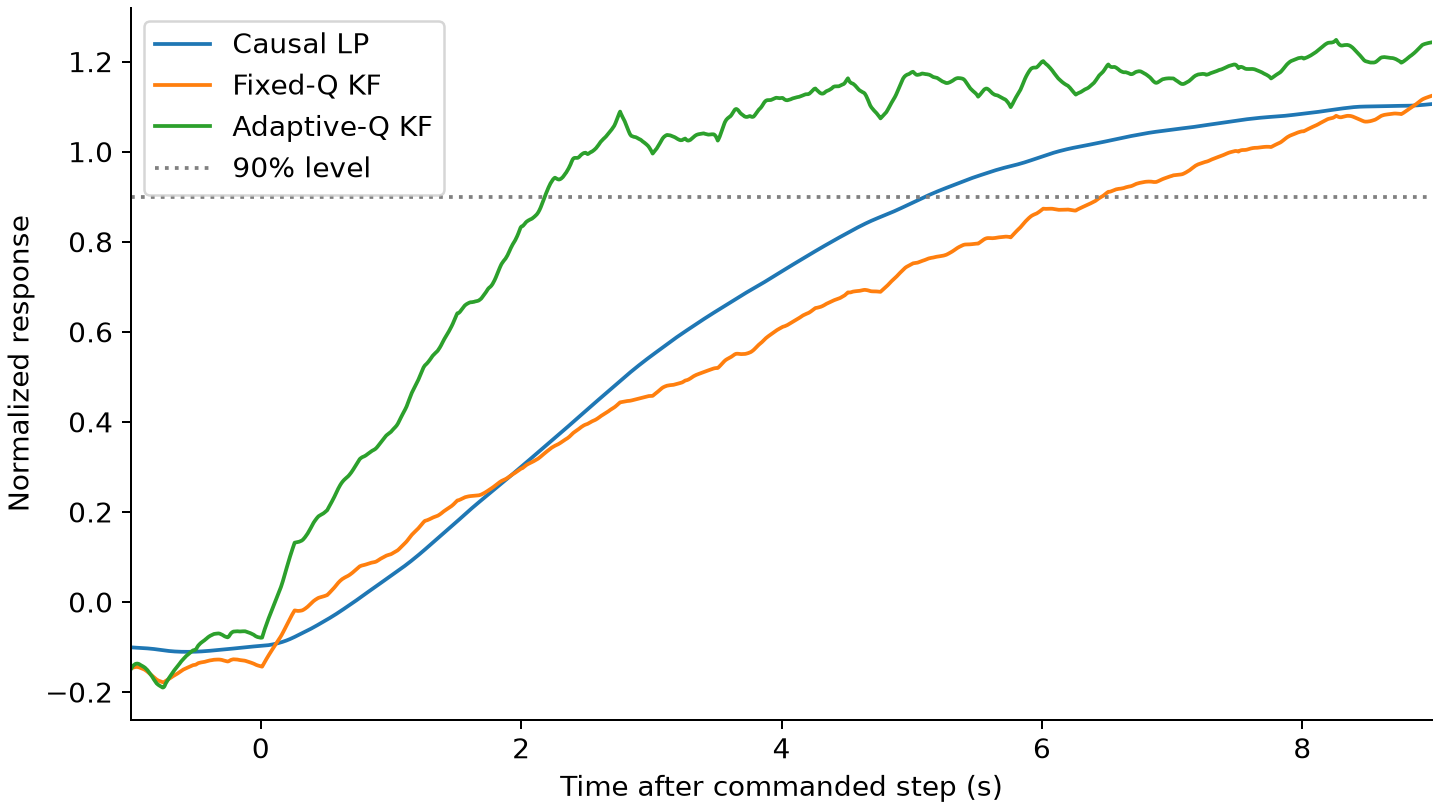 Causal LP
Fixed-Q KF
Adaptive-Q KF
90% level
Normalized response
1.2
1.0
0.8
0.6
0.4
0.2
0.0
−0.2
0 2 4 6 8
Time after commanded step (s)